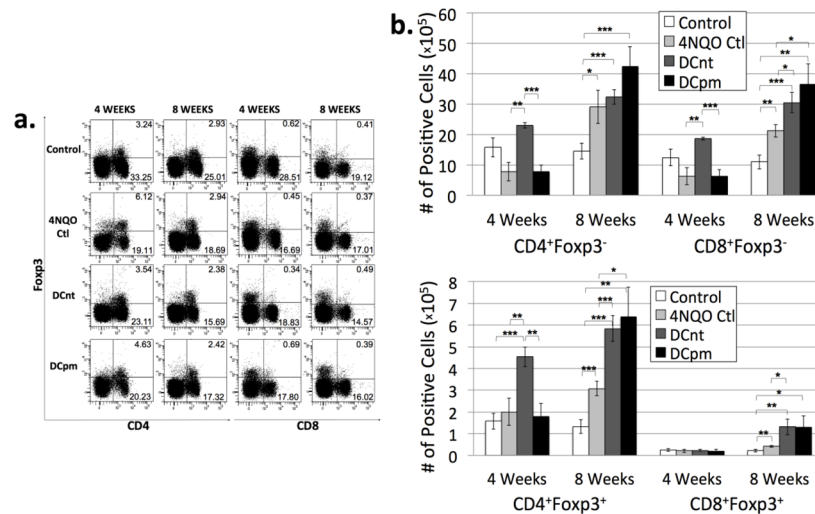 a.
4 WEEKS 8 WEEKS 4 WEEKS 8 WEEKS
Control
3.24 2.93 0.62 0.41
33.25 25.01 28.51 19.12
4NQO
Ctl
6.12 2.94 0.45 0.37
19.11 18.69 16.69 17.01
DCnt
3.54 2.38 0.34 0.49
23.11 15.69 18.83 14.57
DCpm
4.63 2.42 0.69 0.39
20.23 17.32 17.80 16.02
Foxp3
CD4 CD8
b.
# of Positive Cells (×10⁵)
60
50
40
30
20
10
0
Control
4NQO Ctl
DCnt
DCpm
** *** * *** *** ** *** ** *** * ** *
4 Weeks 8 Weeks 4 Weeks 8 Weeks
CD4⁺Foxp3⁻ CD8⁺Foxp3⁻
# of Positive Cells (×10⁵)
8
7
6
5
4
3
2
1
0
Control
4NQO Ctl
DCnt
DCpm
*** ** ** *** *** *** ** * ** ** * *
4 Weeks 8 Weeks 4 Weeks 8 Weeks
CD4⁺Foxp3⁺ CD8⁺Foxp3⁺